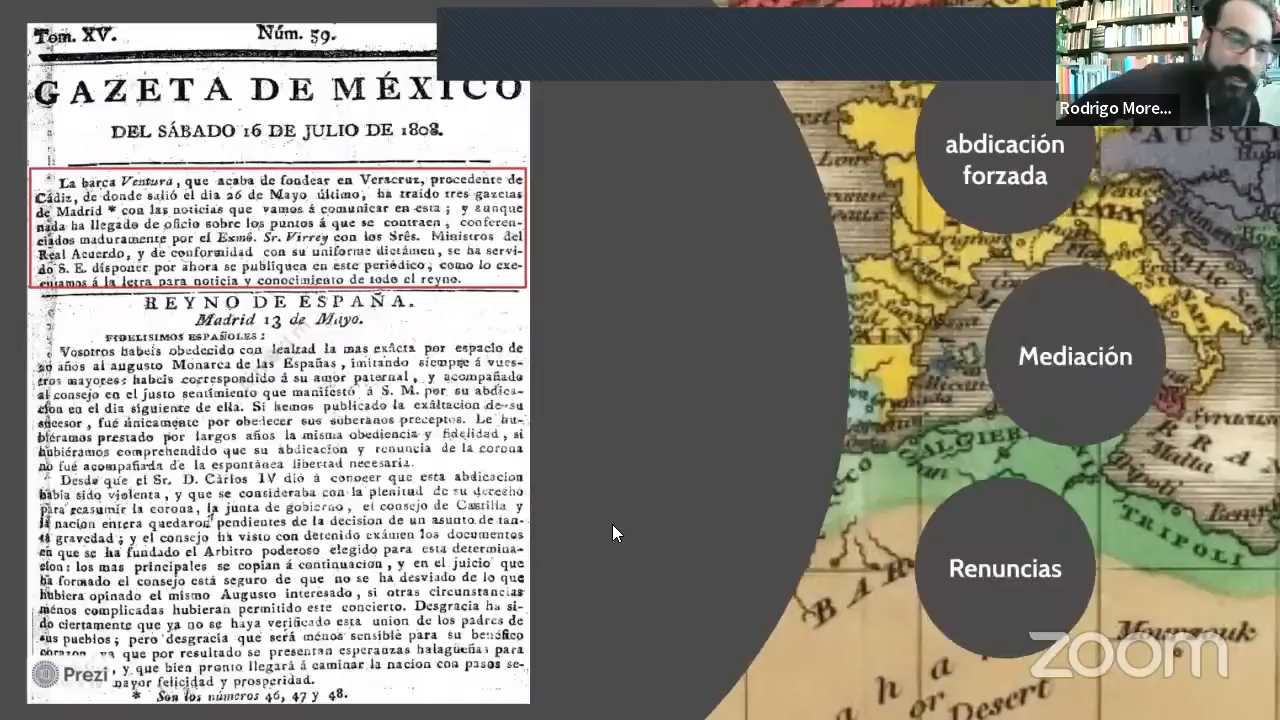 Tom. XV.
Núm. 59.
GAZETA DE MÉXICO
DEL SÁBADO 16 DE JULIO DE 1808.
La barca Ventura, que acaba de fondear en Veracruz, procedente de
Cádiz, de donde salió el dia 26 de Mayo último, ha traido tres gazetas
de Madrid * con las noticias que vamos á comunicar en esta; y aunque
nada ha llegado de oficio sobre los puntos á que se contraen, conferen-
ciados maduramente por el Exmô. Sr. Virrey con los Srês. Ministros del
Real Acuerdo, y de conformidad con su uniforme dictámen, se ha servi-
do S. E. disponer por ahora se publiquen en este periódico, como lo exe-
cutamos á la letra para noticia y conocimiento de todo el reyno.
REYNO DE ESPAÑA.
Madrid 13 de Mayo.
FIDELISIMOS ESPAÑOLES:
Vosotros habeis obedecido con lealtad la mas exâcta por espacio de
20 años al augusto Monarca de las Españas, imitando siempre á vues-
tros mayores: habeis correspondido á su amor paternal, y acompañado
al consejo en el justo sentimiento que manifestó á S. M. por su abdica-
cion en el dia siguiente de ella. Si hemos publicado la exâltacion de su
sucesor, fué únicamente por obedecer sus soberanos preceptos. Le hu-
biéramos prestado por largos años la misma obediencia y fidelidad, si
hubiéramos comprehendido que su abdicacion y renuncia de la corona
no fué acompañada de la espontánea libertad necesaria.
Desde que el Sr. D. Cárlos IV dió á conocer que esta abdicacion
habia sido violenta, y que se consideraba con la plenitud de su derecho
para reasumir la corona, la junta de gobierno, el consejo de Castilla y
la nacion entera quedaron pendientes de la decision de un asunto de tan-
ta gravedad; y el consejo ha visto con detenido exámen los documentos
en que se ha fundado el Arbitro poderoso elegido para esta determina-
cion: los mas principales se copian á continuacion, y en el juicio que
ha formado el consejo está seguro de que no se ha desviado de lo que
hubiera opinado el mismo Augusto interesado, si otras circunstancias
ménos complicadas hubieran permitido este concierto. Desgracia ha si-
do ciertamente que ya no se haya verificado esta union de los padres de
sus pueblos; pero desgracia que será ménos sensible para su benéfico
corazon, ya que por resultado se presentan esperanzas halagueñas para
, y que bien pronto llegará á caminar la nacion con pasos se-
mayor felicidad y prosperidad.
* Son los números 46, 47 y 48.
Prezi
abdicación
forzada
Mediación
Renuncias
Rodrigo More...
AUST
Loire
Venice
ITALY
Avignon
AIN
ALGIER
Syracusa
Malta
Tripoli
TRIPOLI
BAR
Mourzouk
or Desert
zoom